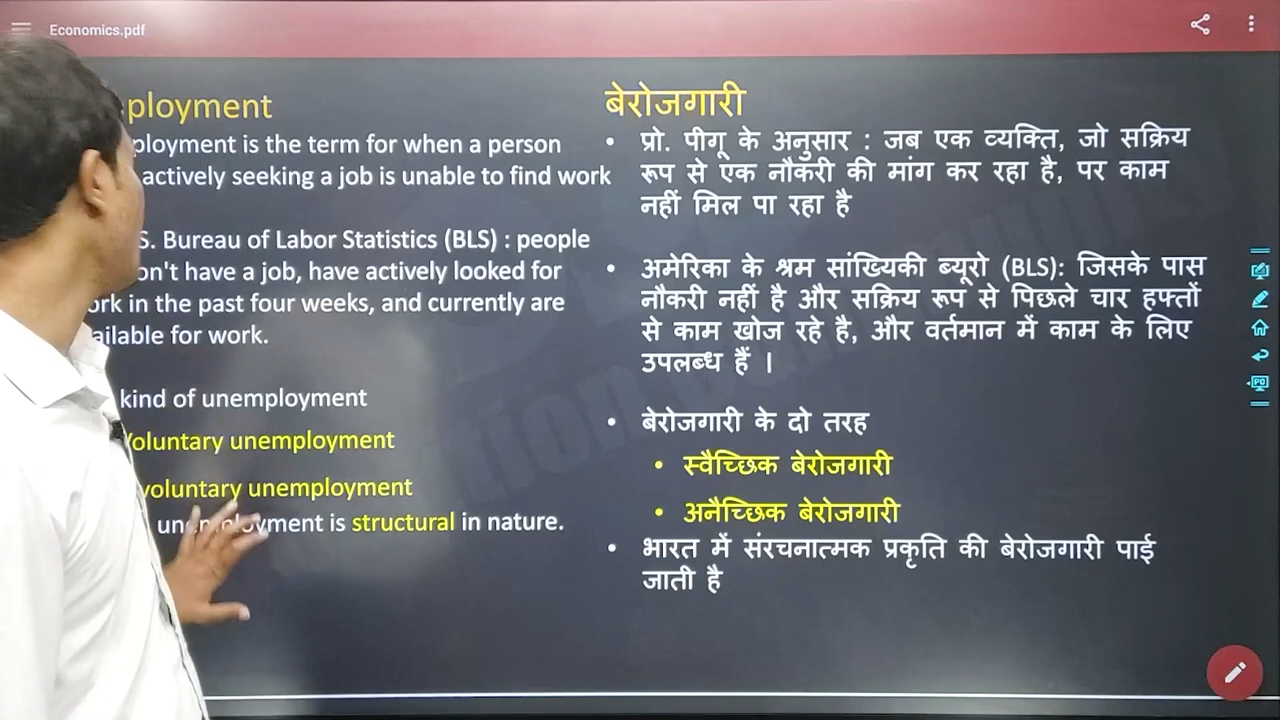 Economics.pdf
ployment
ployment is the term for when a person
actively seeking a job is unable to find work
S. Bureau of Labor Statistics (BLS) : people
on't have a job, have actively looked for
ork in the past four weeks, and currently are
ailable for work.
kind of unemployment
Voluntary unemployment
voluntary unemployment
unemployment is structural in nature.
बेरोजगारी
• प्रो. पीगू के अनुसार : जब एक व्यक्ति, जो सक्रिय
रूप से एक नौकरी की मांग कर रहा है, पर काम
नहीं मिल पा रहा है
• अमेरिका के श्रम सांख्यिकी ब्यूरो (BLS): जिसके पास
नौकरी नहीं है और सक्रिय रूप से पिछले चार हफ्तों
से काम खोज रहे है, और वर्तमान में काम के लिए
उपलब्ध हैं ।
• बेरोजगारी के दो तरह
• स्वैच्छिक बेरोजगारी
• अनैच्छिक बेरोजगारी
• भारत में संरचनात्मक प्रकृति की बेरोजगारी पाई
जाती है